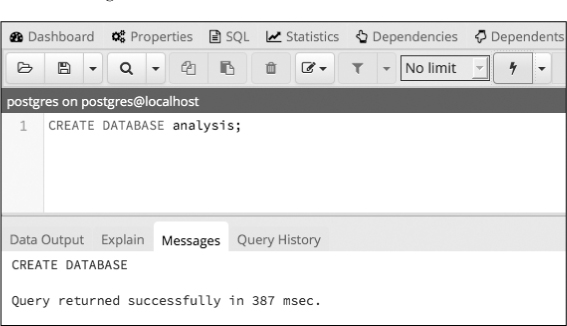 Dashboard Properties SQL Statistics Dependencies Dependents
No limit
postgres on postgres@localhost
1 CREATE DATABASE analysis;
Data Output Explain Messages Query History
CREATE DATABASE
Query returned successfully in 387 msec.